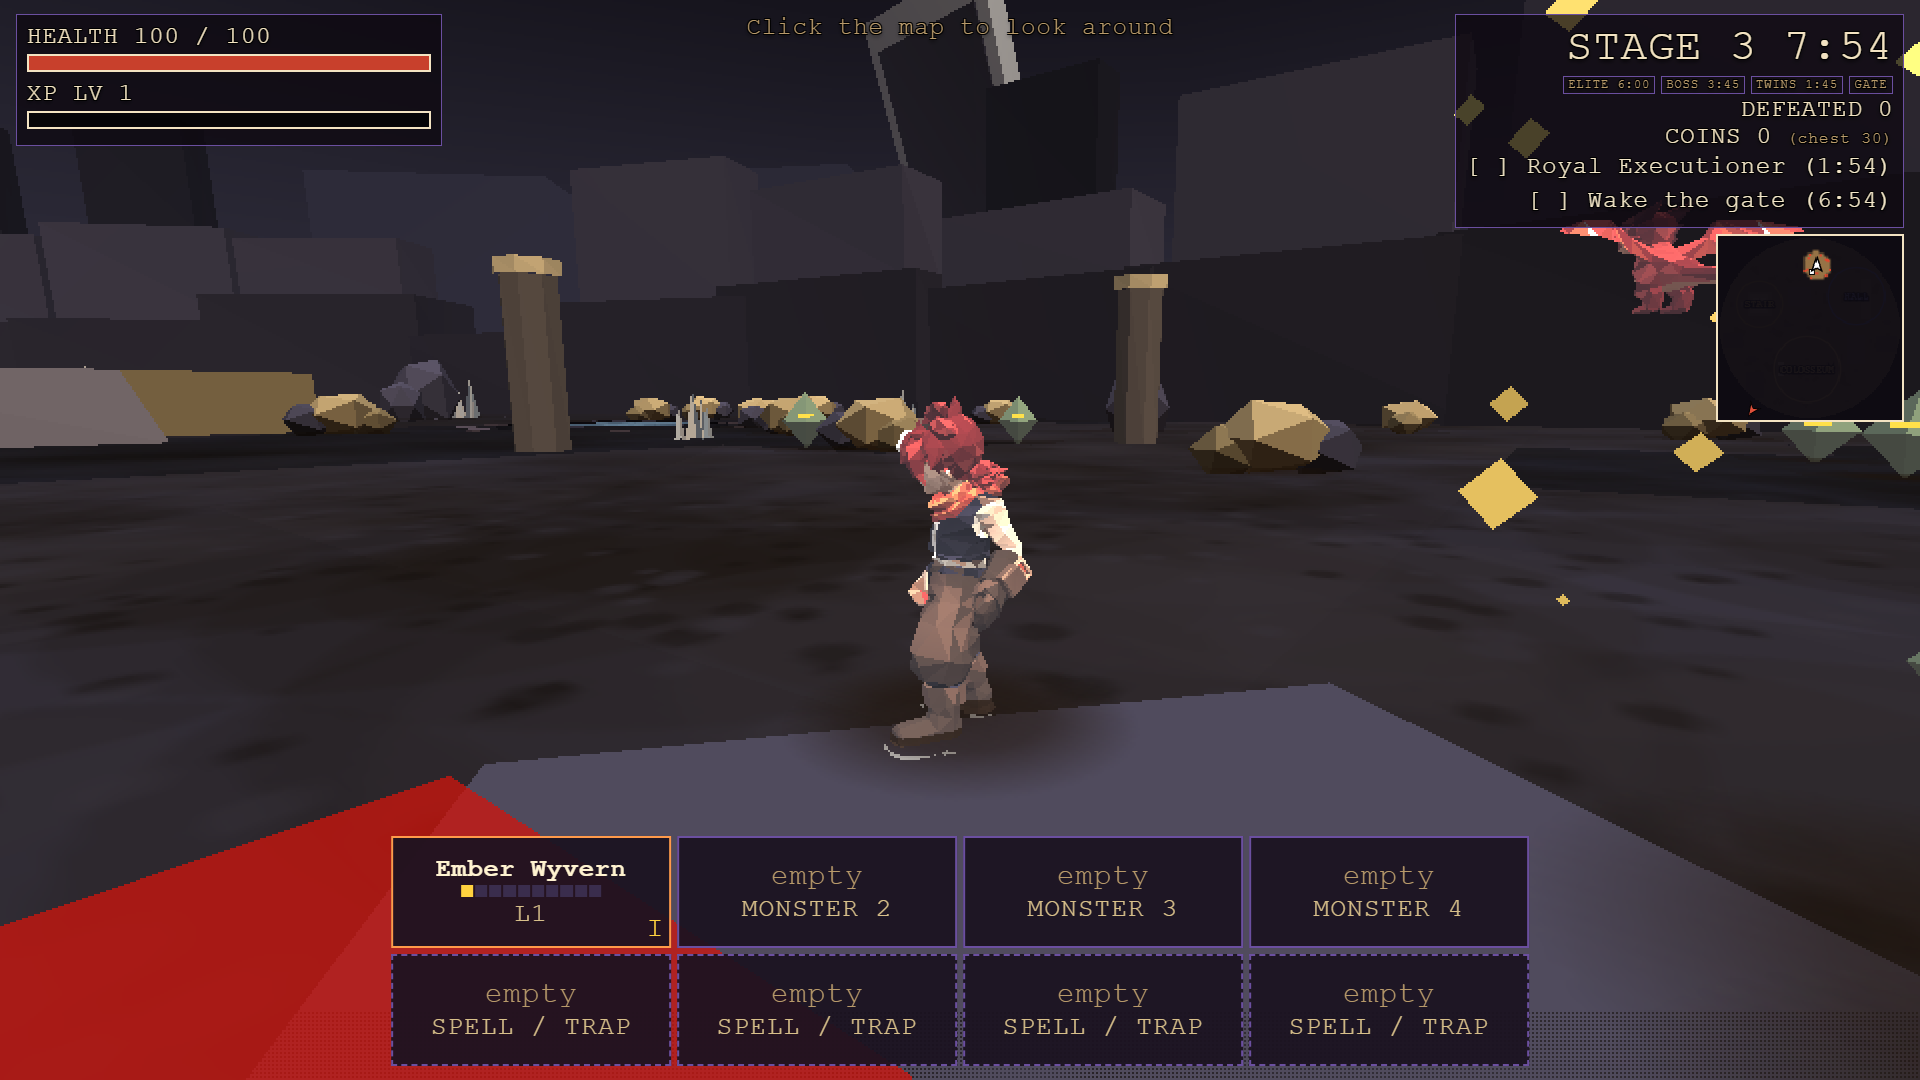 HEALTH 100 / 100
XP LV 1
Click the map to look around
STAGE 3 7:54
ELITE 6:00 BOSS 3:45 TWINS 1:45 GATE
DEFEATED 0
COINS 0 (chest 30)
[ ] Royal Executioner (1:54)
[ ] Wake the gate (6:54)
Ember Wyvern
L1
I
empty
MONSTER 2
empty
MONSTER 3
empty
MONSTER 4
empty
SPELL / TRAP
empty
SPELL / TRAP
empty
SPELL / TRAP
empty
SPELL / TRAP